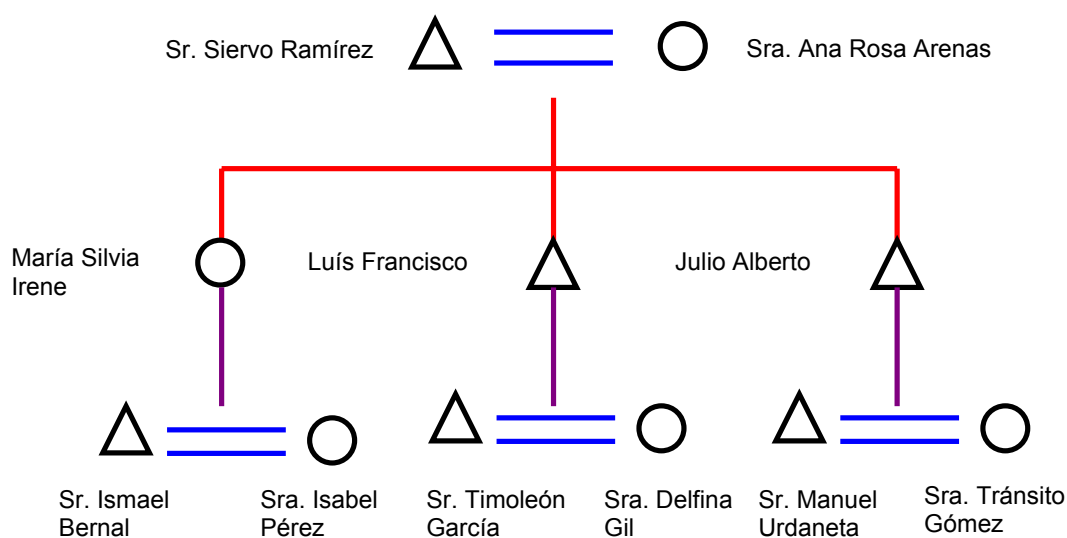 Sr. Siervo Ramírez
Sra. Ana Rosa Arenas
María Silvia
Irene
Luís Francisco
Julio Alberto
Sr. Ismael
Bernal
Sra. Isabel
Pérez
Sr. Timoleón
García
Sra. Delfina
Gil
Sr. Manuel
Urdaneta
Sra. Tránsito
Gómez